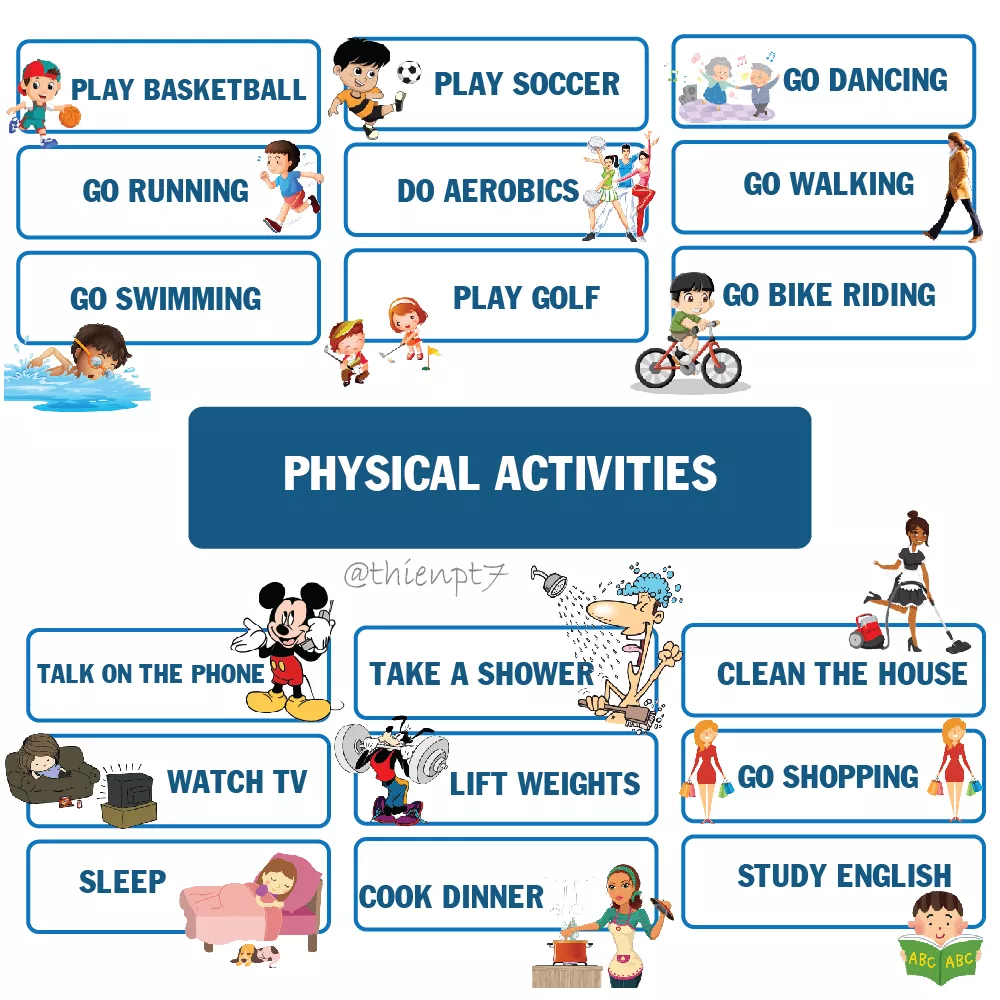 PLAY BASKETBALL
PLAY SOCCER
GO DANCING
GO RUNNING
DO AEROBICS
GO WALKING
GO SWIMMING
PLAY GOLF
GO BIKE RIDING
PHYSICAL ACTIVITIES
@thienpt7
TALK ON THE PHONE
TAKE A SHOWER
CLEAN THE HOUSE
WATCH TV
LIFT WEIGHTS
GO SHOPPING
SLEEP
COOK DINNER
STUDY ENGLISH
ABC ABC